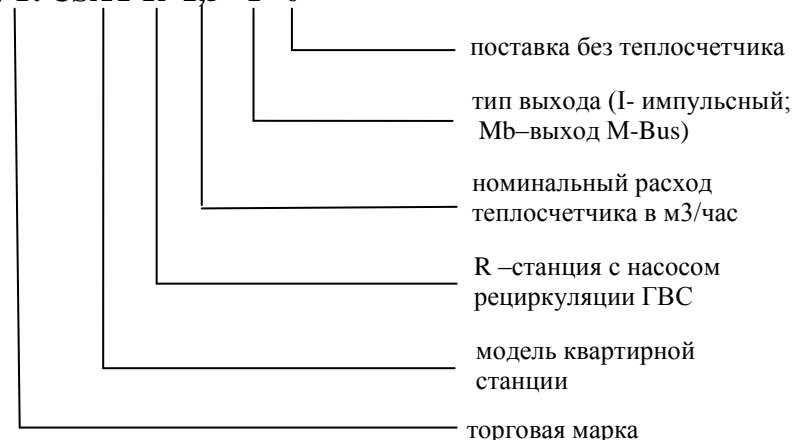 поставка без теплосчетчика
тип выхода (I- импульсный;
Mb–выход M-Bus)
номинальный расход
теплосчетчика в м3/час
R –станция с насосом
рециркуляции ГВС
модель квартирной
станции
торговая марка